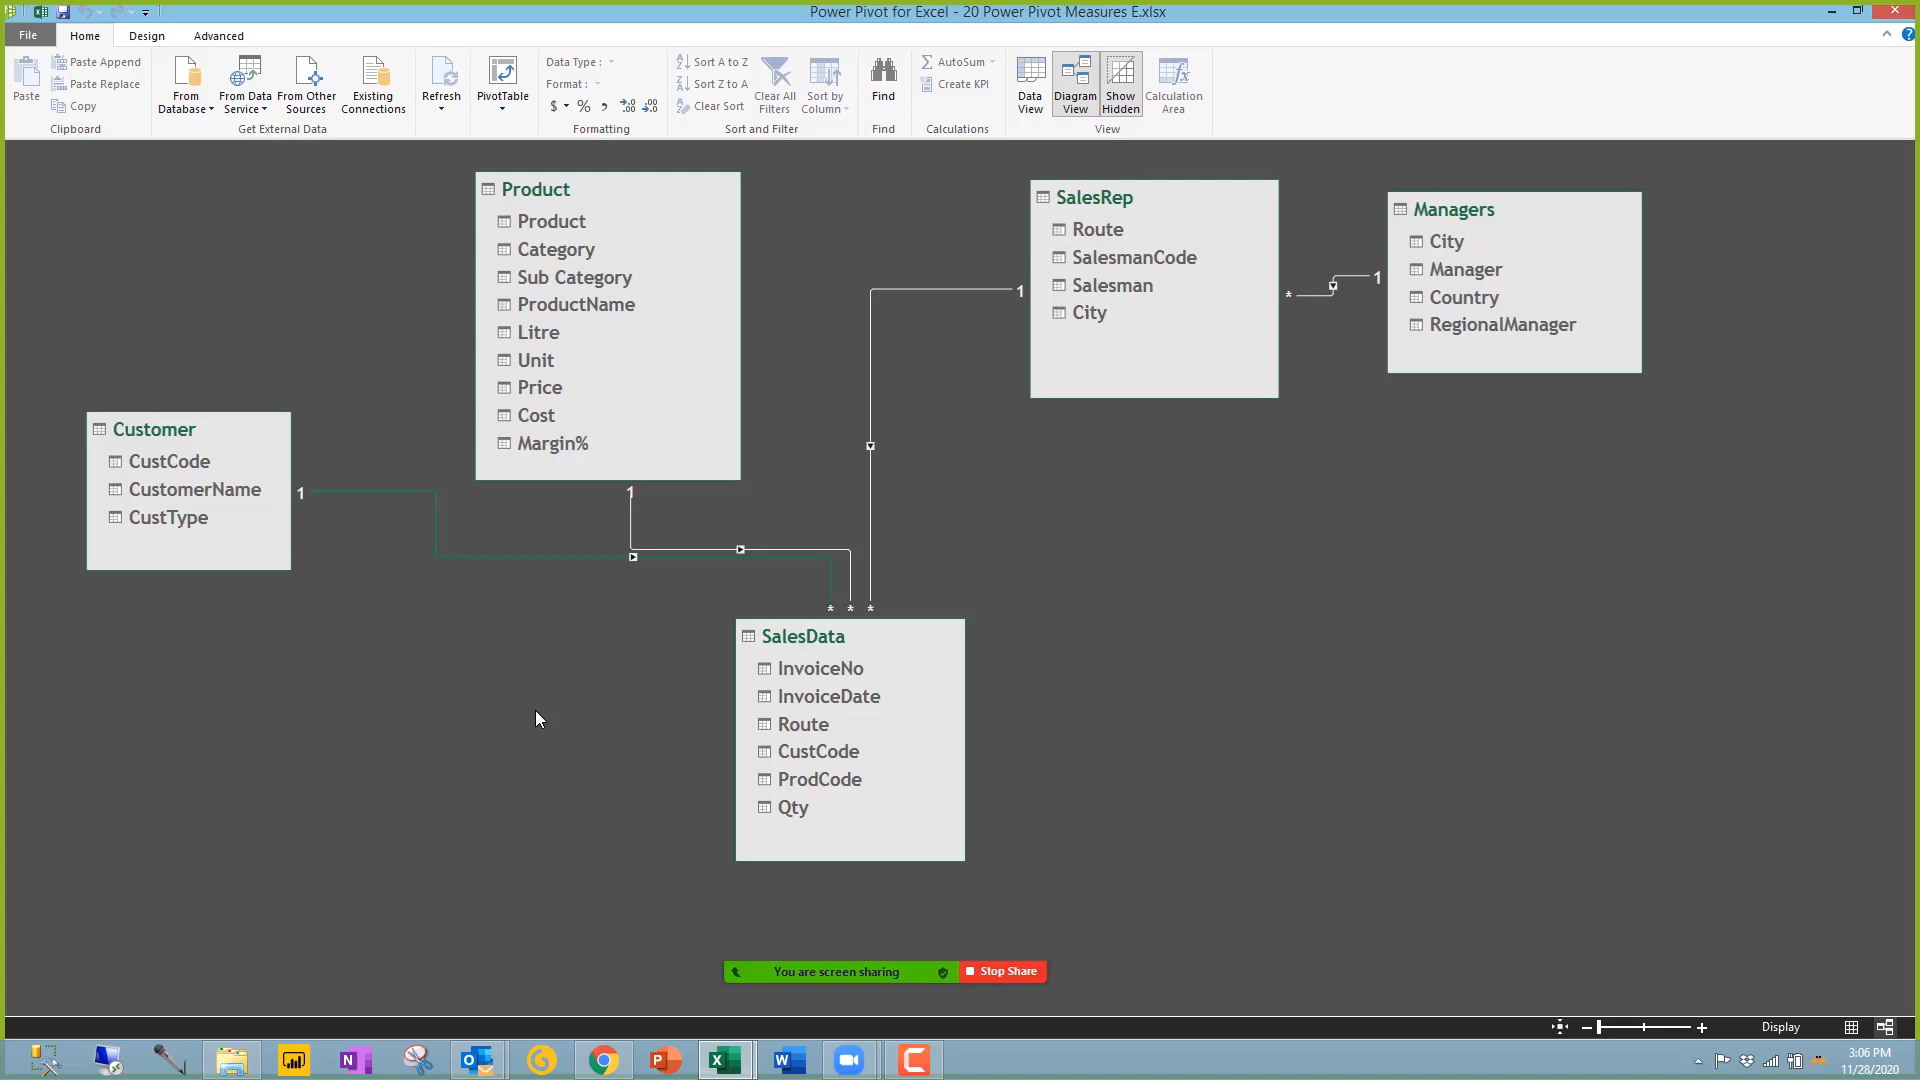 Power Pivot for Excel - 20 Power Pivot Measures E.xlsx
File Home Design Advanced
Paste
Paste Append
Paste Replace
Copy
Clipboard
From Database
From Data Service
From Other Sources
Existing Connections
Get External Data
Refresh
PivotTable
Data Type :
Format :
$ % ,
Formatting
Sort A to Z
Sort Z to A
Clear Sort
Clear All Filters
Sort by Column
Sort and Filter
Find
Find
AutoSum
Create KPI
Calculations
Data View
Diagram View
Show Hidden
Calculation Area
View
Product
Product
Category
Sub Category
ProductName
Litre
Unit
Price
Cost
Margin%
SalesRep
Route
SalesmanCode
Salesman
City
Managers
City
Manager
Country
RegionalManager
1
*
1
Customer
CustCode
CustomerName
CustType
1
1
* * *
SalesData
InvoiceNo
InvoiceDate
Route
CustCode
ProdCode
Qty
You are screen sharing Stop Share
Display
3:06 PM
11/28/2020